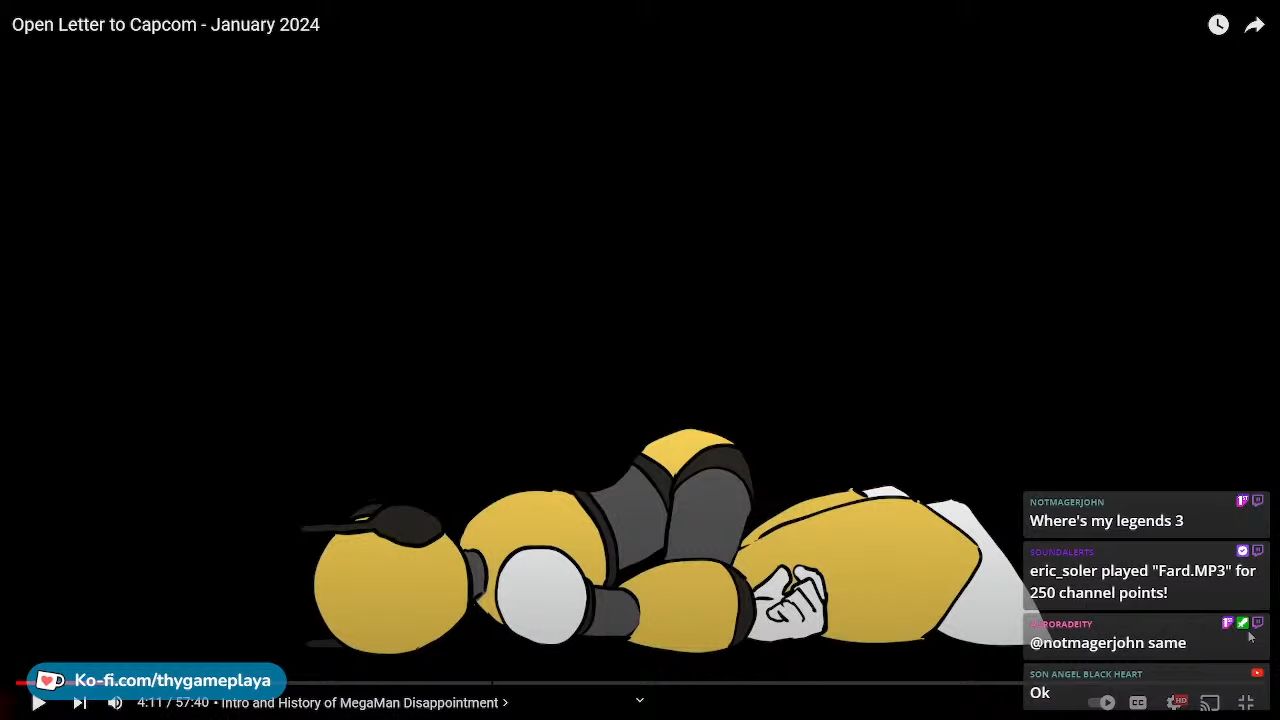 Open Letter to Capcom - January 2024
NOTMAGERJOHN
Where's my legends 3
SOUNDALERTS
eric_soler played "Fard.MP3" for
250 channel points!
@notmagerjohn same
SON ANGEL BLACK HEART
Ok
Ko-fi.com/thygameplaya
4:11 / 57:40 • Intro and History of MegaMan Disappointment
CC
HD